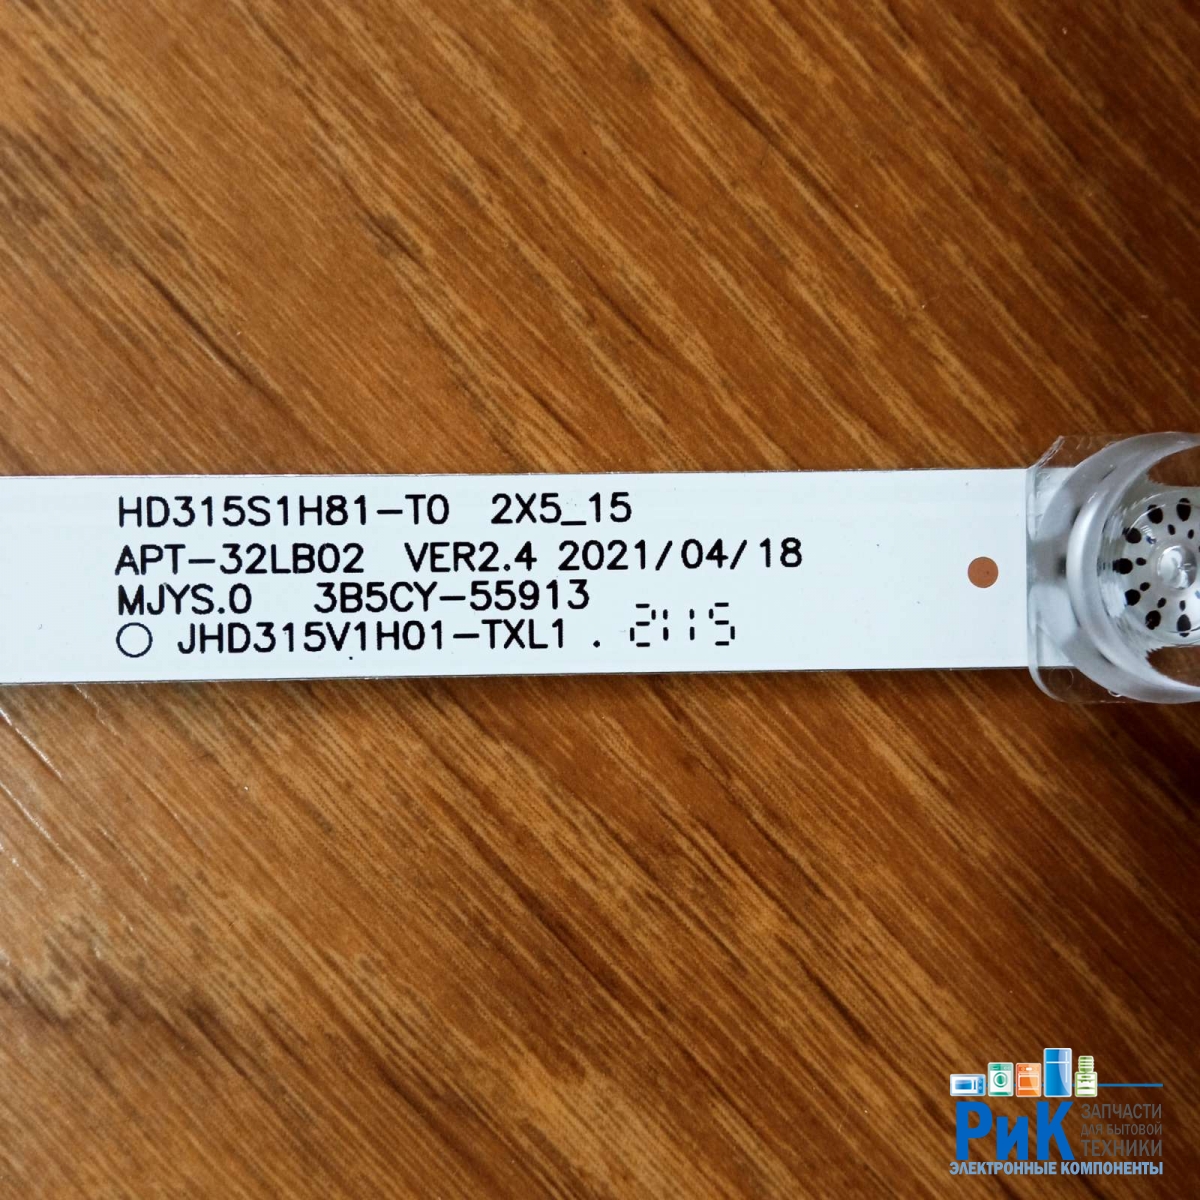 HD315S1H81-T0 2X5_15
APT-32LB02 VER2.4 2021/04/18
MJYS.0 3B5CY-55913
JHD315V1H01-TXL1 . 2115
РиК
ЗАПЧАСТИ
ДЛЯ БЫТОВОЙ
ТЕХНИКИ
ЭЛЕКТРОННЫЕ КОМПОНЕНТЫ